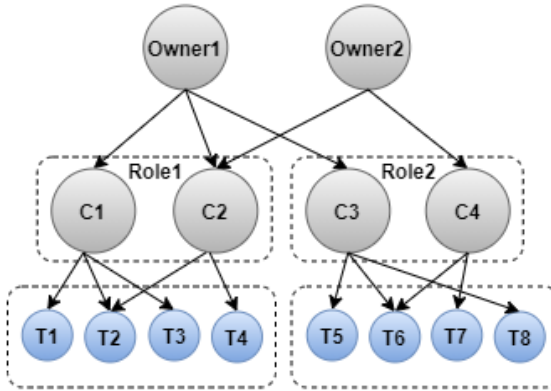 Owner1 Owner2
Role1 Role2
C1 C2 C3 C4
T1 T2 T3 T4 T5 T6 T7 T8